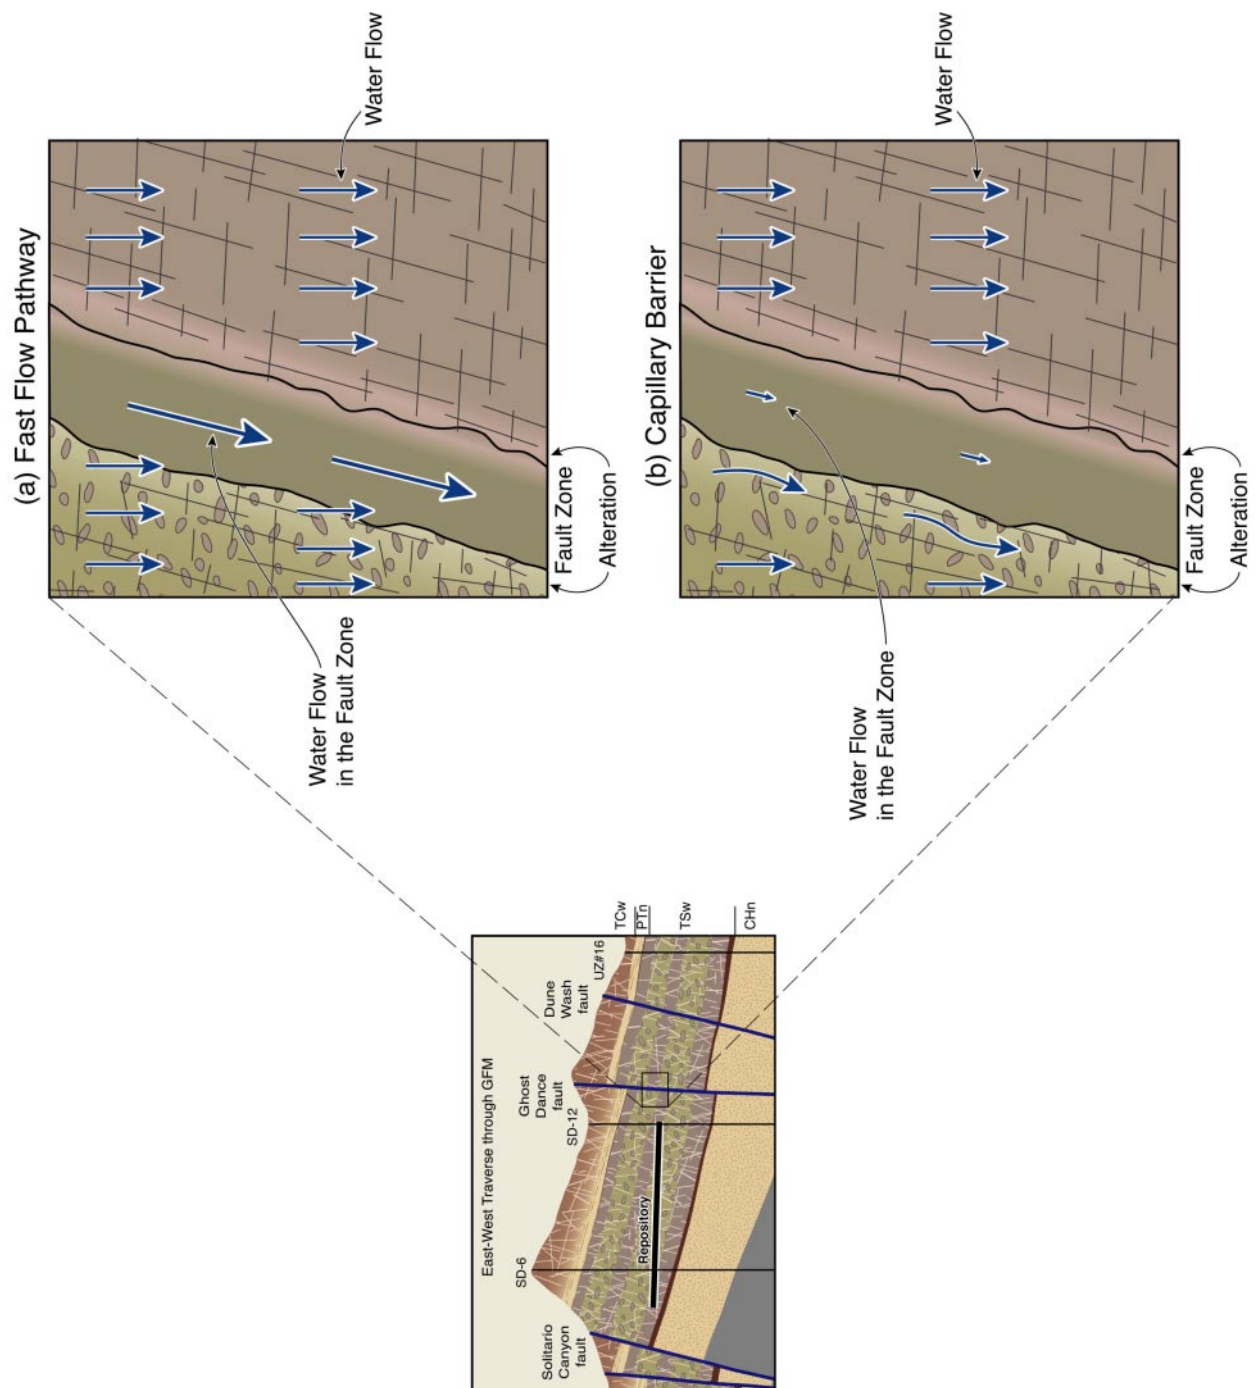 (a) Fast Flow Pathway
Water Flow
Water Flow
in the Fault Zone
Fault Zone
Alteration
(b) Capillary Barrier
Water Flow
Water Flow
in the Fault Zone
Fault Zone
Alteration
East-West Traverse through GFM
Solitario
Canyon
fault
SD-6
SD-12
Ghost
Dance
fault
Dune
Wash
fault
UZ#16
TCw
PTn
TSw
CHn
Repository